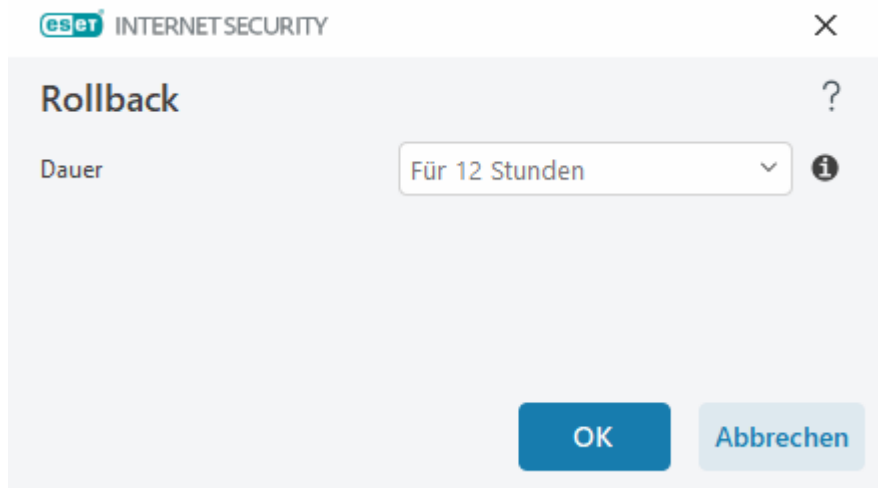 eset INTERNET SECURITY
Rollback
?
Dauer
Für 12 Stunden
OK
Abbrechen